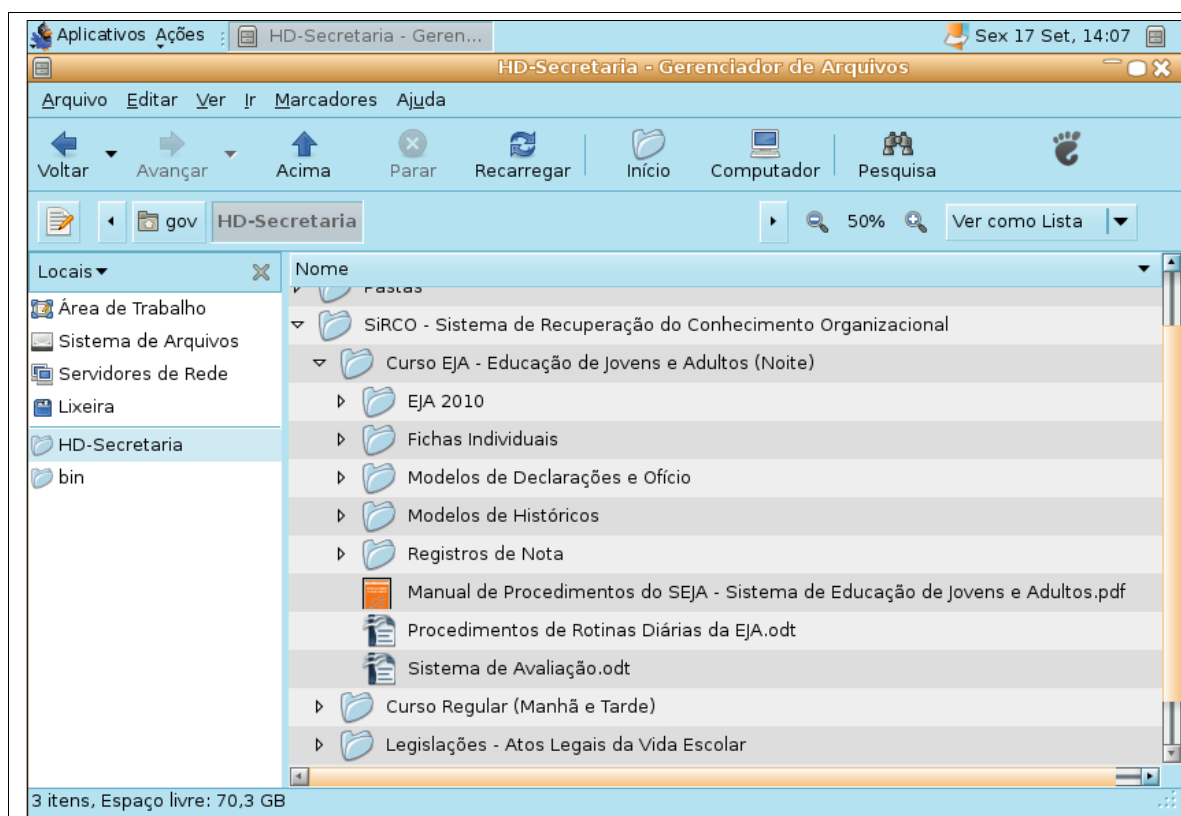 Aplicativos Ações HD-Secretaria - Geren... Sex 17 Set, 14:07
HD-Secretaria - Gerenciador de Arquivos
Arquivo Editar Ver Ir Marcadores Ajuda
Voltar Avançar Acima Parar Recarregar Início Computador Pesquisa
gov HD-Secretaria 50% Ver como Lista
Locais Nome
Pastas
Área de Trabalho
SiRCO - Sistema de Recuperação do Conhecimento Organizacional
Sistema de Arquivos
Curso EJA - Educação de Jovens e Adultos (Noite)
Servidores de Rede
Lixeira EJA 2010
HD-Secretaria Fichas Individuais
bin Modelos de Declarações e Ofício
Modelos de Históricos
Registros de Nota
Manual de Procedimentos do SEJA - Sistema de Educação de Jovens e Adultos.pdf
Procedimentos de Rotinas Diárias da EJA.odt
Sistema de Avaliação.odt
Curso Regular (Manhã e Tarde)
Legislações - Atos Legais da Vida Escolar
3 itens, Espaço livre: 70,3 GB